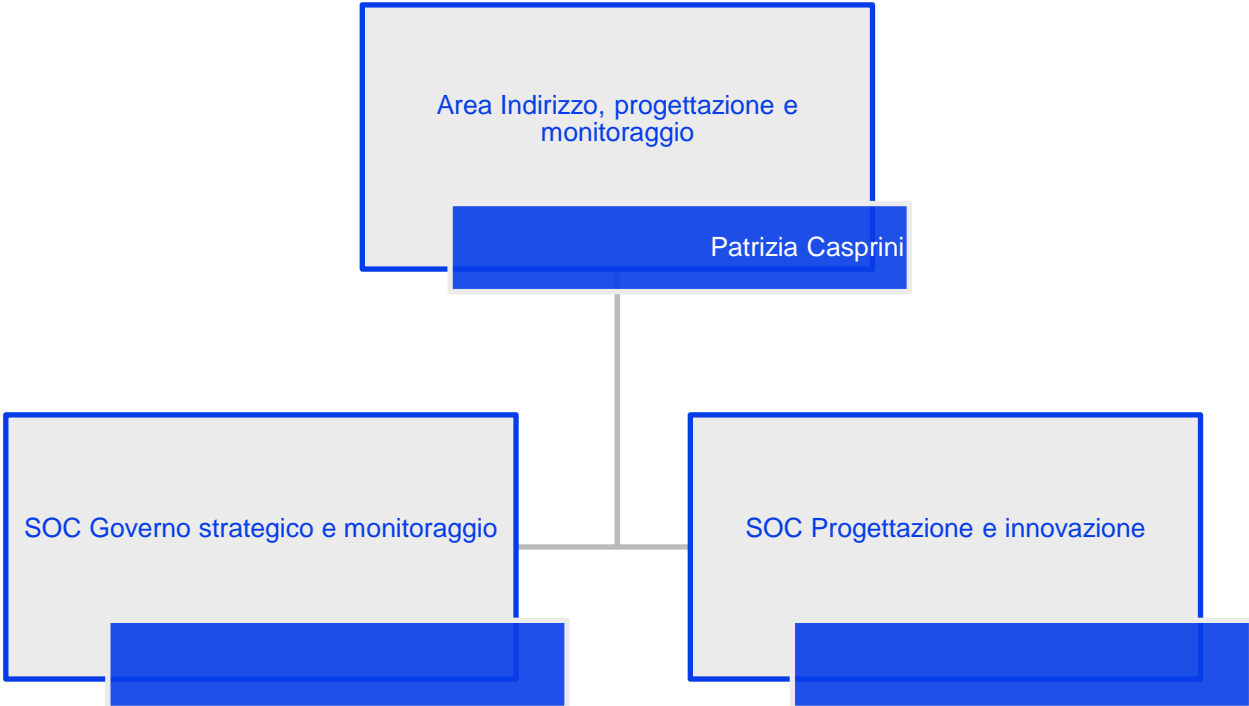 Area Indirizzo, progettazione e
monitoraggio
Patrizia Casprini
SOC Governo strategico e monitoraggio
SOC Progettazione e innovazione